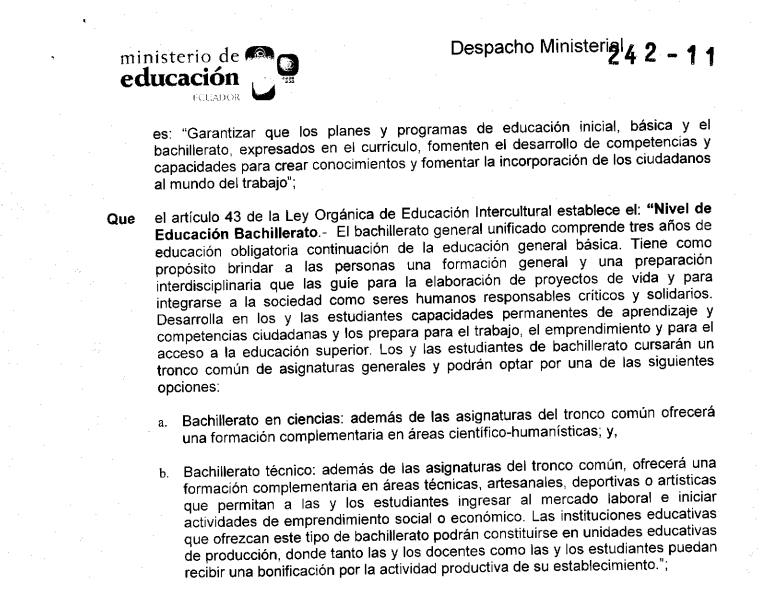 ministerio de
educación
ECUADOR
Despacho Ministerial
242-11
es: "Garantizar que los planes y programas de educación inicial, básica y el
bachillerato, expresados en el currículo, fomenten el desarrollo de competencias y
capacidades para crear conocimientos y fomentar la incorporación de los ciudadanos
al mundo del trabajo";
Que el artículo 43 de la Ley Orgánica de Educación Intercultural establece el: "Nivel de
Educación Bachillerato.- El bachillerato general unificado comprende tres años de
educación obligatoria continuación de la educación general básica. Tiene como
propósito brindar a las personas una formación general y una preparación
interdisciplinaria que las guíe para la elaboración de proyectos de vida y para
integrarse a la sociedad como seres humanos responsables críticos y solidarios.
Desarrolla en los y las estudiantes capacidades permanentes de aprendizaje y
competencias ciudadanas y los prepara para el trabajo, el emprendimiento y para el
acceso a la educación superior. Los y las estudiantes de bachillerato cursarán un
tronco común de asignaturas generales y podrán optar por una de las siguientes
opciones:
a. Bachillerato en ciencias: además de las asignaturas del tronco común ofrecerá
una formación complementaria en áreas científico-humanísticas; y,
b. Bachillerato técnico: además de las asignaturas del tronco común, ofrecerá una
formación complementaria en áreas técnicas, artesanales, deportivas o artísticas
que permitan a las y los estudiantes ingresar al mercado laboral e iniciar
actividades de emprendimiento social o económico. Las instituciones educativas
que ofrezcan este tipo de bachillerato podrán constituirse en unidades educativas
de producción, donde tanto las y los docentes como las y los estudiantes puedan
recibir una bonificación por la actividad productiva de su establecimiento.";